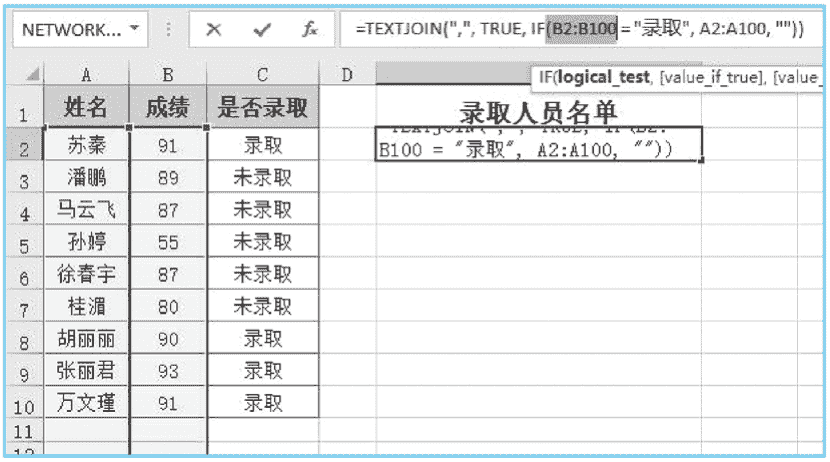 NETWORK... =TEXTJOIN(",", TRUE, IF(B2:B100="录取", A2:A100, ""))
IF(logical_test, [value_if_true], [value_
A B C D
1 姓名 成绩 是否录取 录取人员名单
2 苏秦 91 录取 =TEXTJOIN(",", TRUE, IF(B2:
B100 = "录取", A2:A100, ""))
3 潘鹏 89 未录取
4 马云飞 87 未录取
5 孙婷 55 未录取
6 徐春宇 87 未录取
7 桂湄 80 未录取
8 胡丽丽 90 录取
9 张丽君 93 录取
10 万文瑾 91 录取
11
12